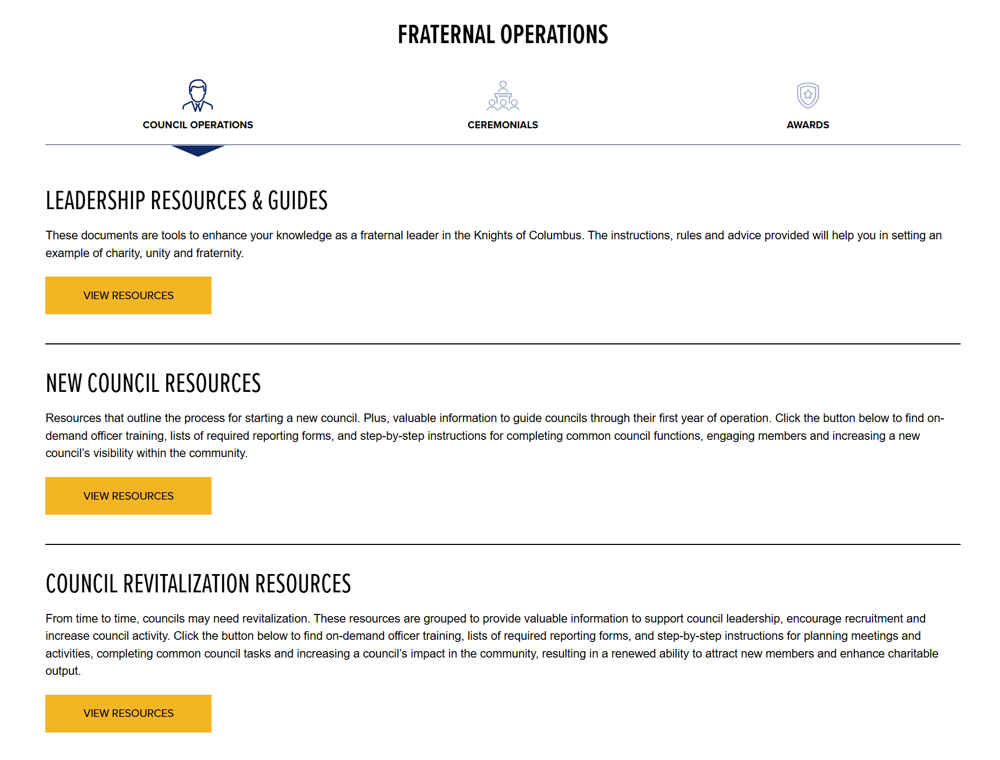 FRATERNAL OPERATIONS
COUNCIL OPERATIONS
CEREMONIALS
AWARDS
LEADERSHIP RESOURCES & GUIDES
These documents are tools to enhance your knowledge as a fraternal leader in the Knights of Columbus. The instructions, rules and advice provided will help you in setting an
example of charity, unity and fraternity.
VIEW RESOURCES
NEW COUNCIL RESOURCES
Resources that outline the process for starting a new council. Plus, valuable information to guide councils through their first year of operation. Click the button below to find on-
demand officer training, lists of required reporting forms, and step-by-step instructions for completing common council functions, engaging members and increasing a new
council’s visibility within the community.
VIEW RESOURCES
COUNCIL REVITALIZATION RESOURCES
From time to time, councils may need revitalization. These resources are grouped to provide valuable information to support council leadership, encourage recruitment and
increase council activity. Click the button below to find on-demand officer training, lists of required reporting forms, and step-by-step instructions for planning meetings and
activities, completing common council tasks and increasing a council’s impact in the community, resulting in a renewed ability to attract new members and enhance charitable
output.
VIEW RESOURCES